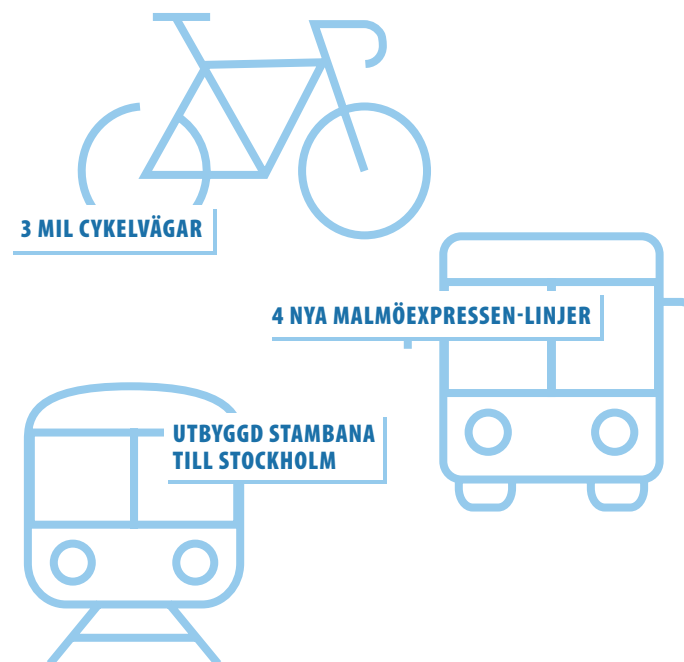 3 MIL CYKELVÄGAR
4 NYA MALMÖEXPRESSEN-LINJER
UTBYGGD STAMBANA
TILL STOCKHOLM